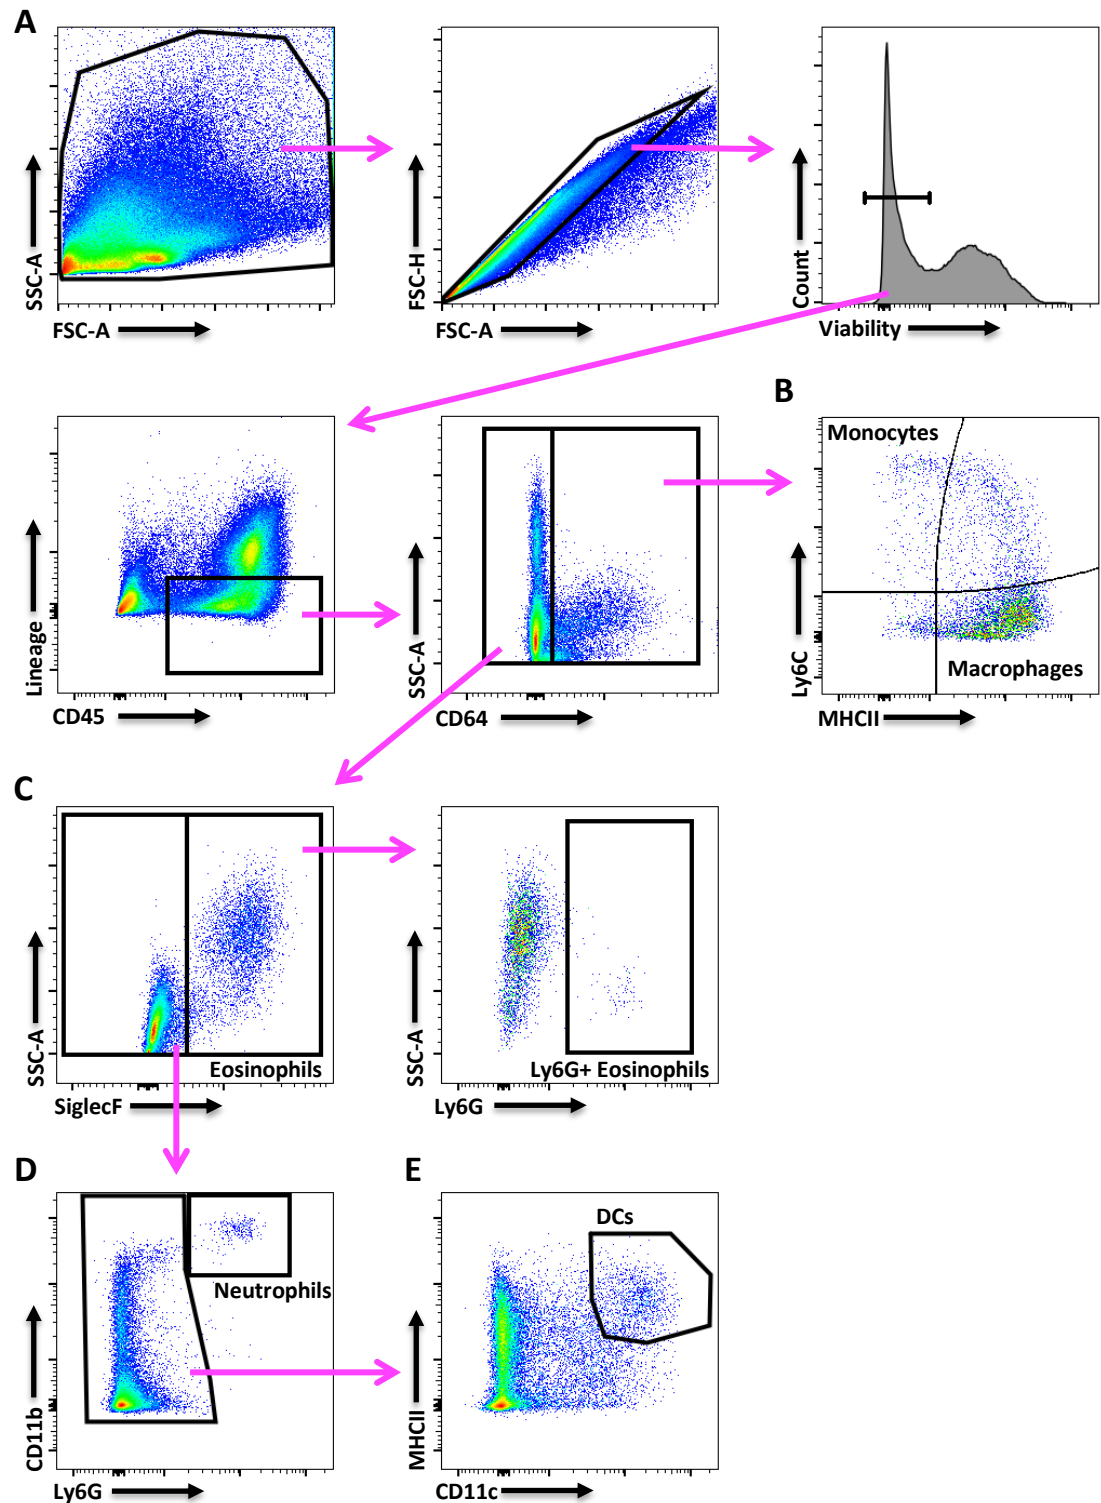 A
SSC-A
FSC-A
FSC-H
FSC-A
Count
Viability
Lineage
CD45
SSC-A
CD64
B
Monocytes
Macrophages
Ly6C
MHCII
C
SSC-A
Eosinophils
SiglecF
SSC-A
Ly6G+ Eosinophils
Ly6G
D
Neutrophils
CD11b
Ly6G
E
DCs
MHCII
CD11c